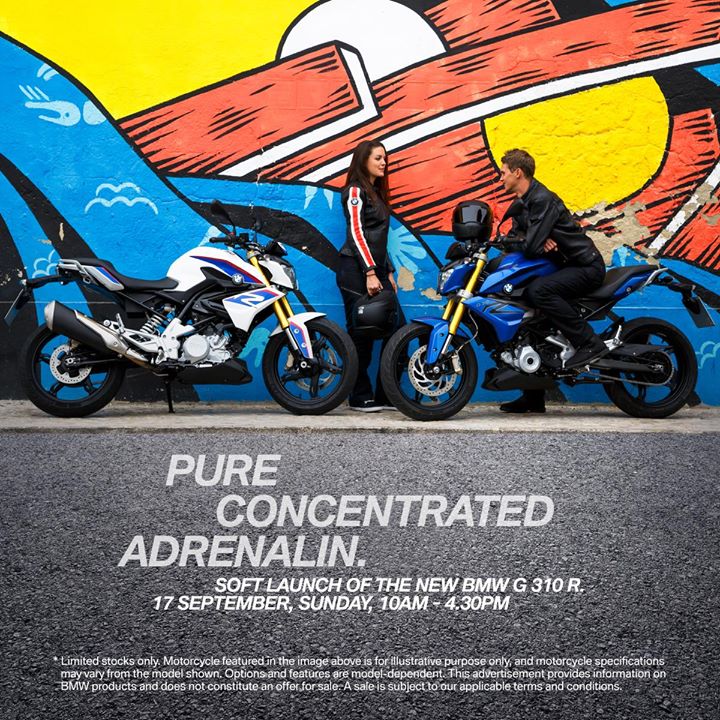 PURE
CONCENTRATED
ADRENALIN.
SOFT LAUNCH OF THE NEW BMW G 310 R.
17 SEPTEMBER, SUNDAY, 10AM - 4.30PM
* Limited stocks only. Motorcycle featured in the image above is for illustrative purpose only, and motorcycle specifications
may vary from the model shown. Options and features are model-dependent. This advertisement provides information on
BMW products and does not constitute an offer for sale. A sale is subject to our applicable terms and conditions.